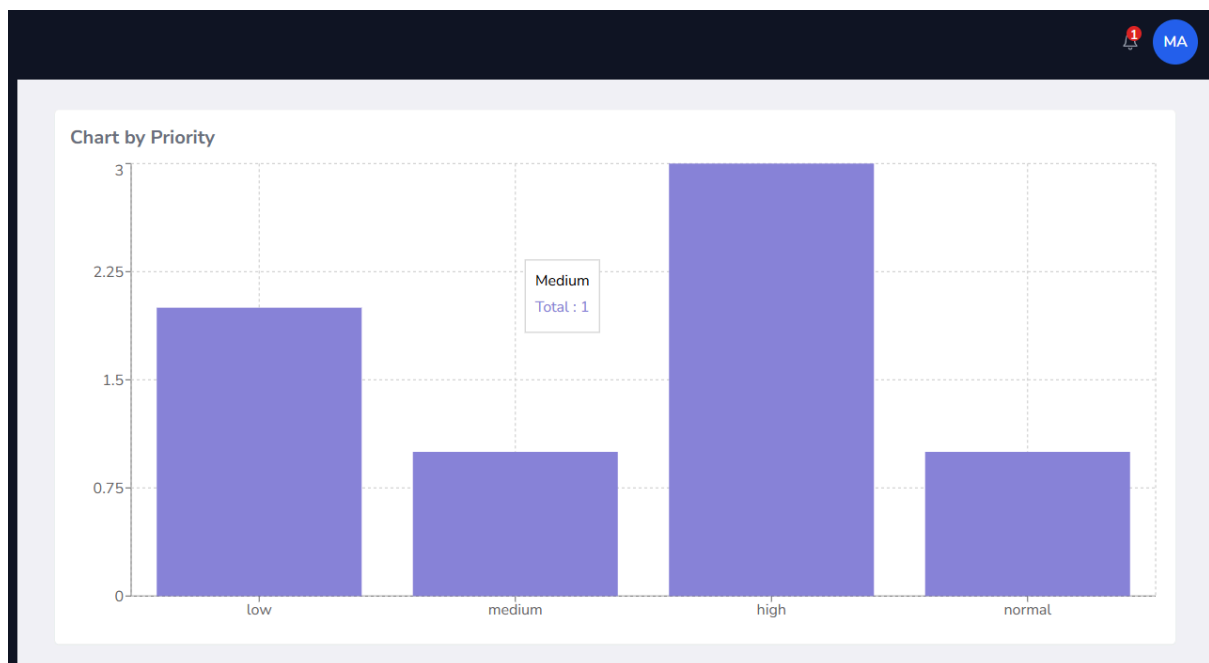 1
MA
Chart by Priority
3
2.25
Medium
Total : 1
1.5
0.75
0
low medium high normal